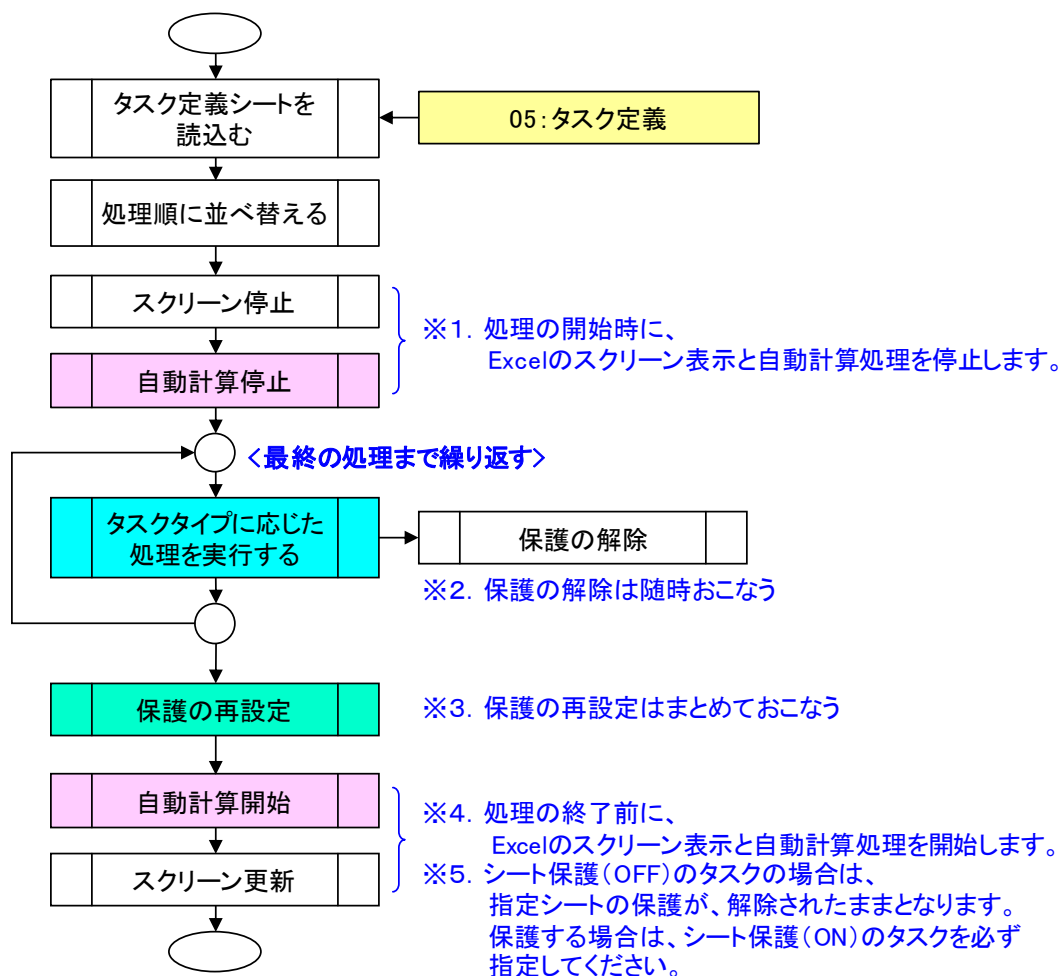 タスク定義シートを
読込む
05:タスク定義
処理順に並べ替える
スクリーン停止
※1. 処理の開始時に、
Excelのスクリーン表示と自動計算処理を停止します。
自動計算停止
<最終の処理まで繰り返す>
タスクタイプに応じた
処理を実行する
保護の解除
※2. 保護の解除は随時おこなう
保護の再設定
※3. 保護の再設定はまとめておこなう
自動計算開始
※4. 処理の終了前に、
Excelのスクリーン表示と自動計算処理を開始します。
スクリーン更新
※5. シート保護(OFF)のタスクの場合は、
指定シートの保護が、解除されたままとなります。
保護する場合は、シート保護(ON)のタスクを必ず
指定してください。